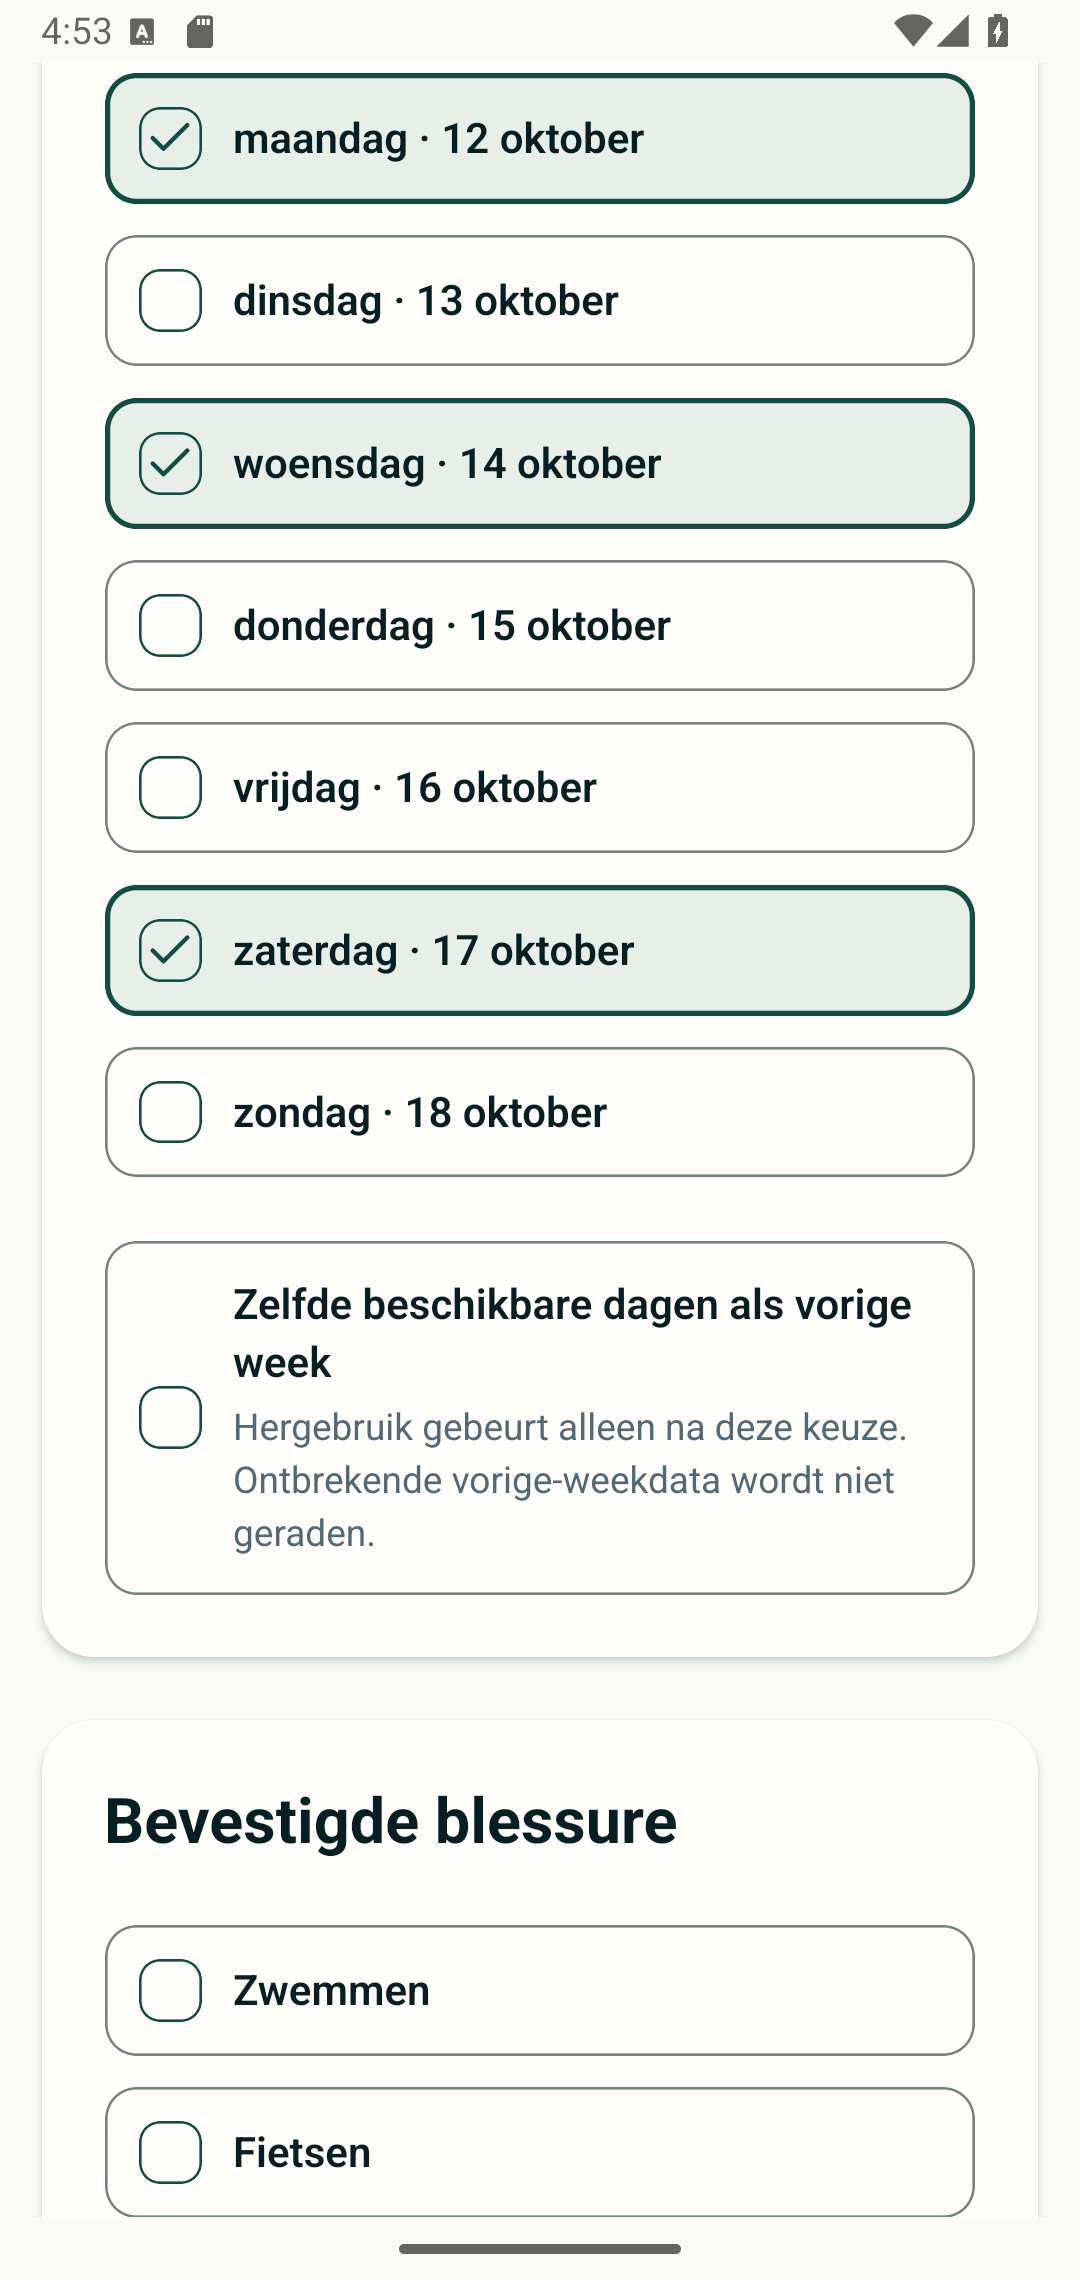 4:53
maandag · 12 oktober
dinsdag · 13 oktober
woensdag · 14 oktober
donderdag · 15 oktober
vrijdag · 16 oktober
zaterdag · 17 oktober
zondag · 18 oktober
Zelfde beschikbare dagen als vorige
week
Hergebruik gebeurt alleen na deze keuze.
Ontbrekende vorige-weekdata wordt niet
geraden.
Bevestigde blessure
Zwemmen
Fietsen